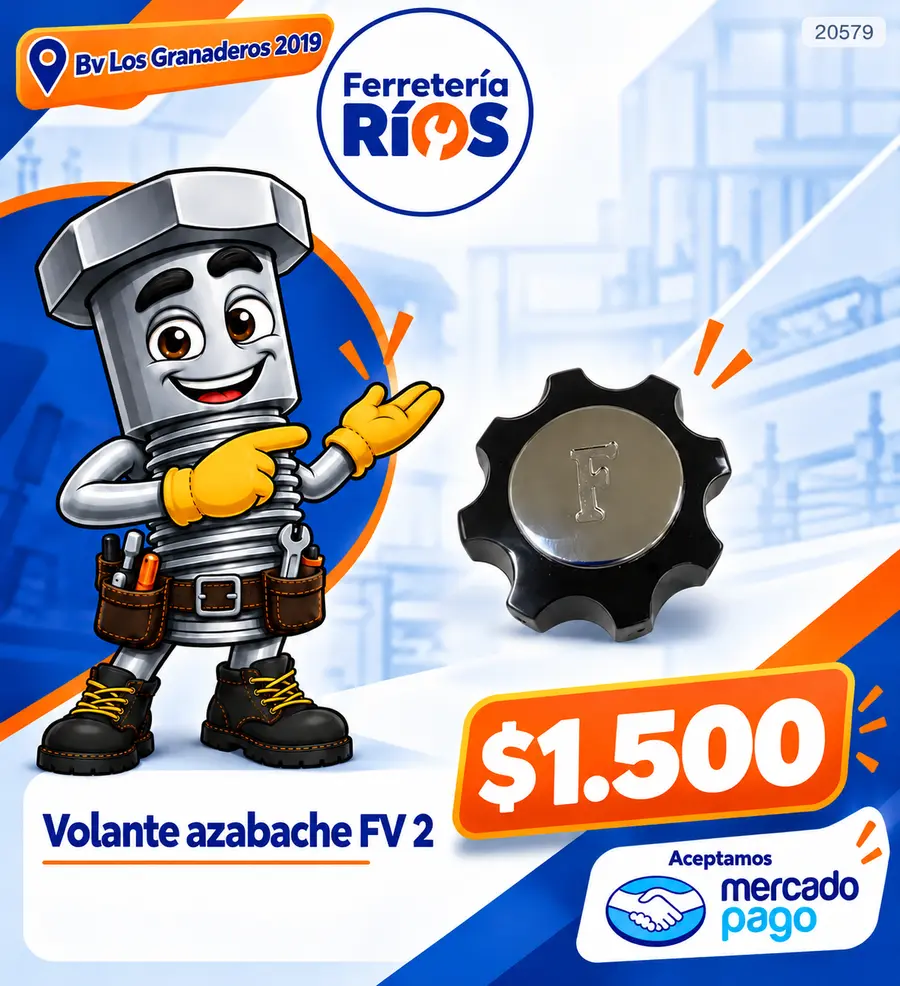 Bv Los Granaderos 2019
20579
Ferretería
RÍOS
F
$1.500
Volante azabache FV 2
Aceptamos
mercado
pago